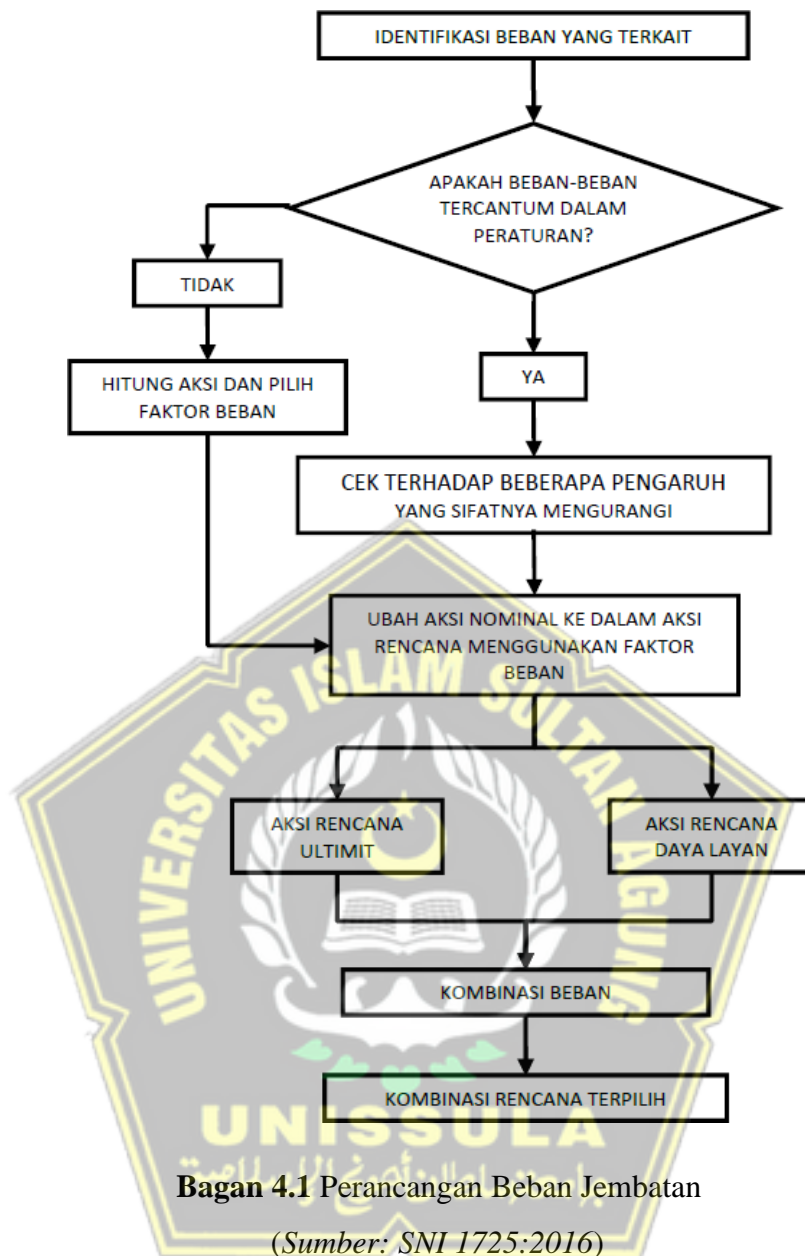 IDENTIFIKASI BEBAN YANG TERKAIT
APAKAH BEBAN-BEBAN
TERCANTUM DALAM
PERATURAN?
TIDAK
YA
HITUNG AKSI DAN PILIH
FAKTOR BEBAN
CEK TERHADAP BEBERAPA PENGARUH
YANG SIFATNYA MENGURANGI
UBAH AKSI NOMINAL KE DALAM AKSI
RENCANA MENGGUNAKAN FAKTOR
BEBAN
AKSI RENCANA
ULTIMIT
AKSI RENCANA
DAYA LAYAN
KOMBINASI BEBAN
KOMBINASI RENCANA TERPILIH
UNIVERSITAS ISLAM SULTAN AGUNG
UNISSULA
Bagan 4.1 Perancangan Beban Jembatan
(Sumber: SNI 1725:2016)